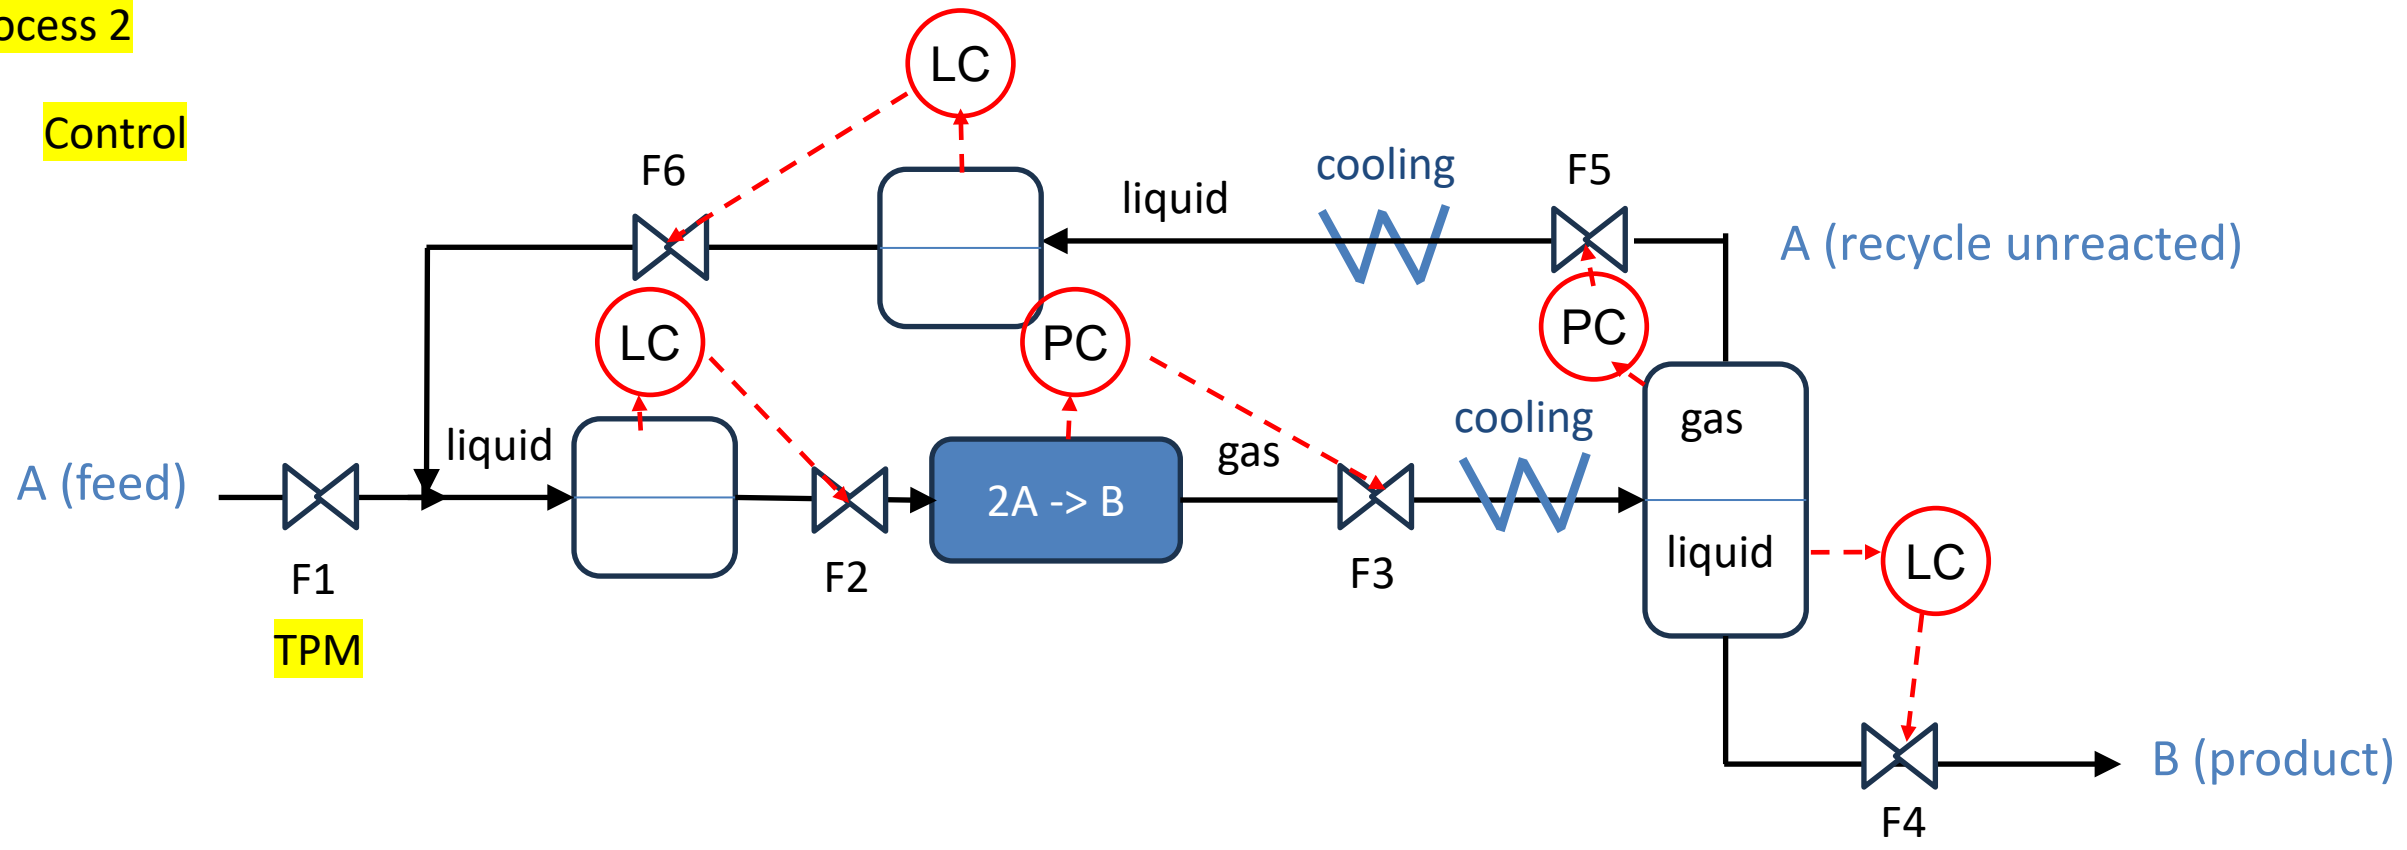 ocess 2
Control
LC
F6
liquid
cooling
F5
A (recycle unreacted)
LC
PC
PC
A (feed)
liquid
F1
TPM
F2
2A -> B
gas
F3
cooling
gas
liquid
LC
F4
B (product)